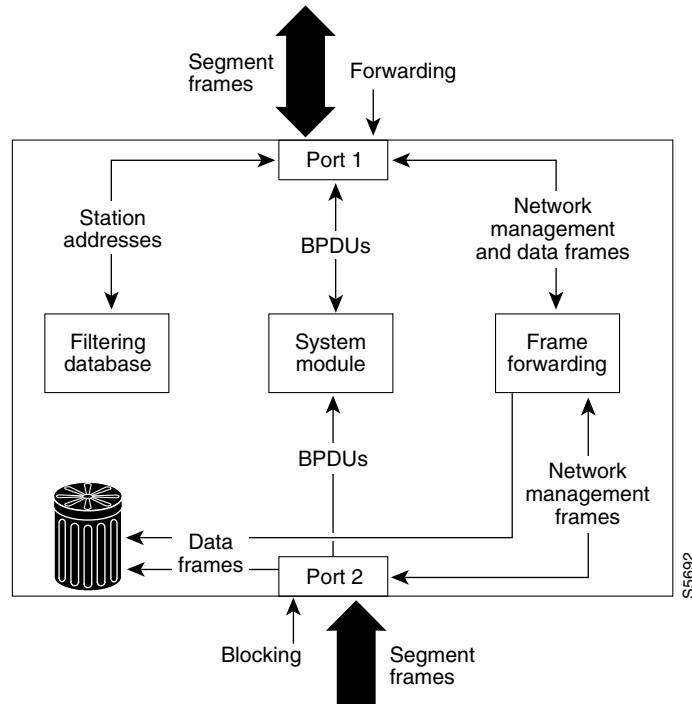 Segment
frames
Forwarding
Port 1
Station
addresses
BPDUs
Network
management
and data frames
Filtering
database
System
module
Frame
forwarding
BPDUs
Network
management
frames
Data
frames
Port 2
S5692
Blocking
Segment
frames